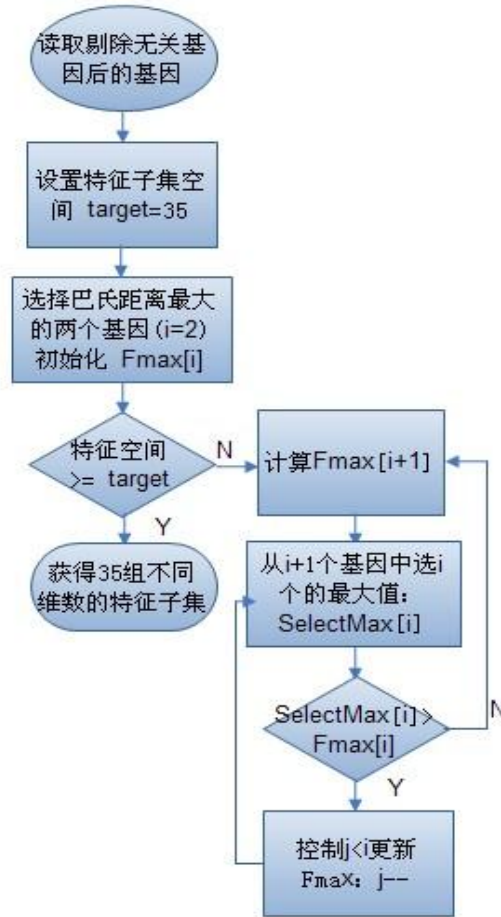 读取剔除无关基
因后的基因
设置特征子集空
间 target=35
选择巴氏距离最大
的两个基因(i=2)
初始化 Fmax[i]
特征空间
>= target
N
Y
获得35组不同
维数的特征子集
计算Fmax[i+1]
从i+1个基因中选i
个的最大值：
SelectMax[i]
SelectMax[i]>
Fmax[i]
N
Y
控制j<i更新
Fmax：j--